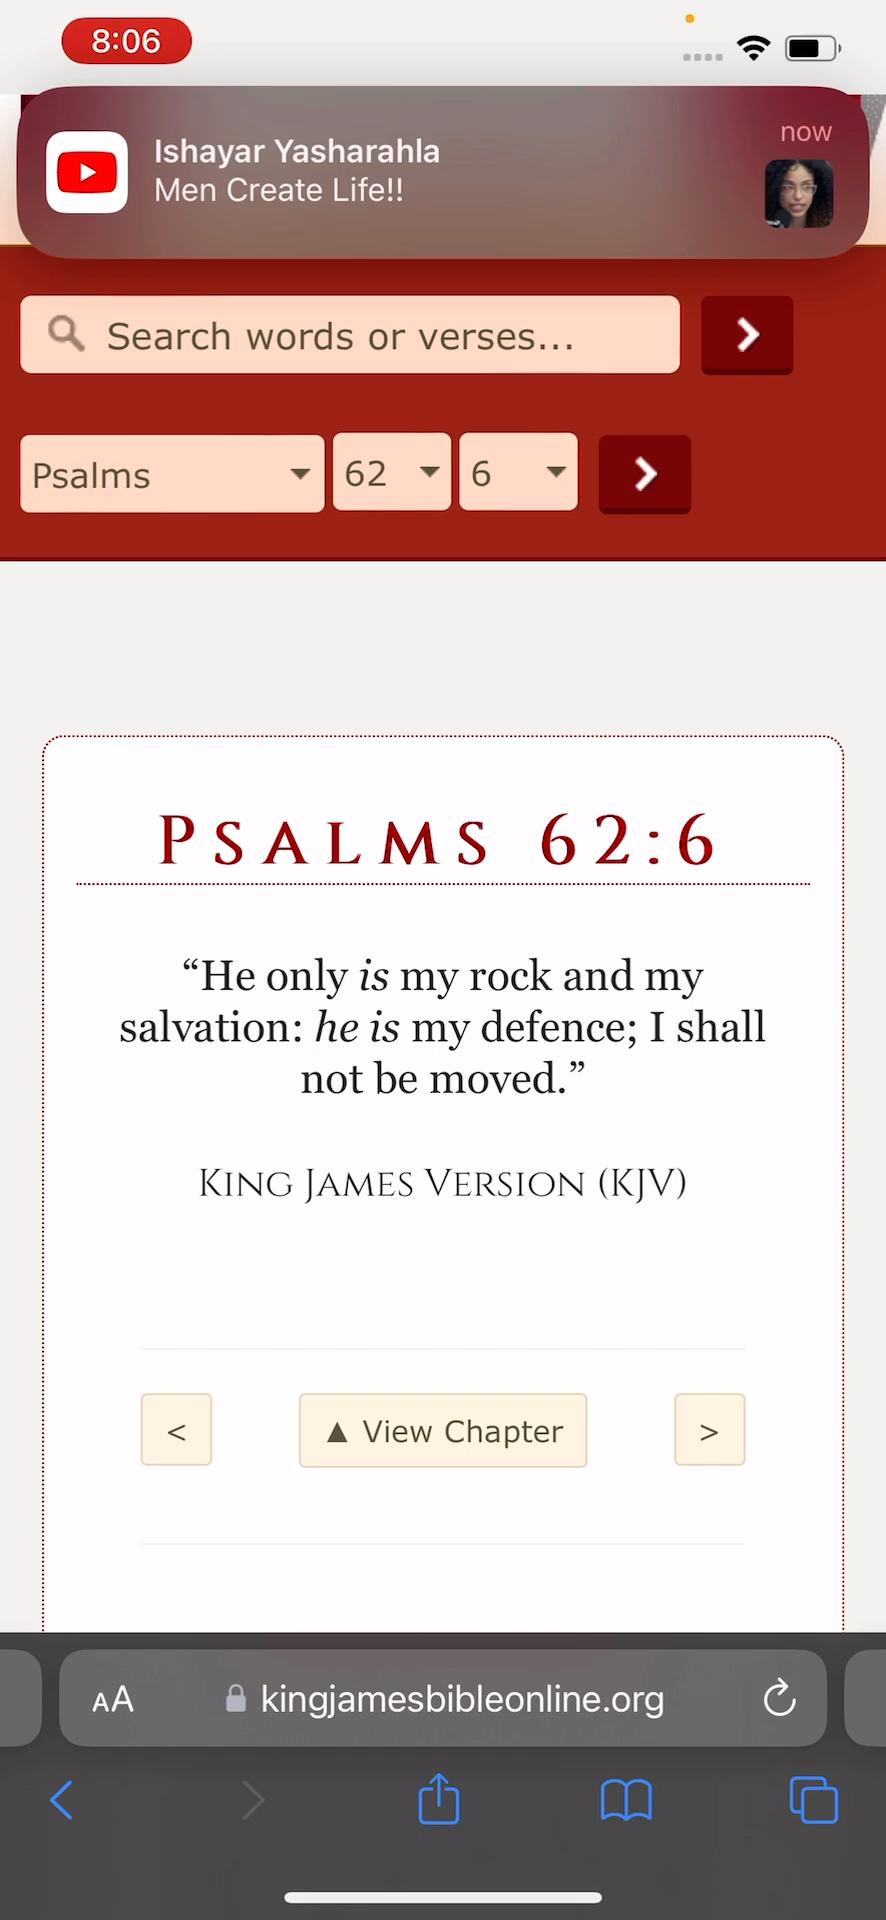 8:06
Ishayar Yasharahla
now
Men Create Life!!
Search words or verses...
Psalms
62
6
PSALMS 62:6
“He only is my rock and my
salvation: he is my defence; I shall
not be moved.”
KING JAMES VERSION (KJV)
<
▲ View Chapter
>
AA
kingjamesbibleonline.org